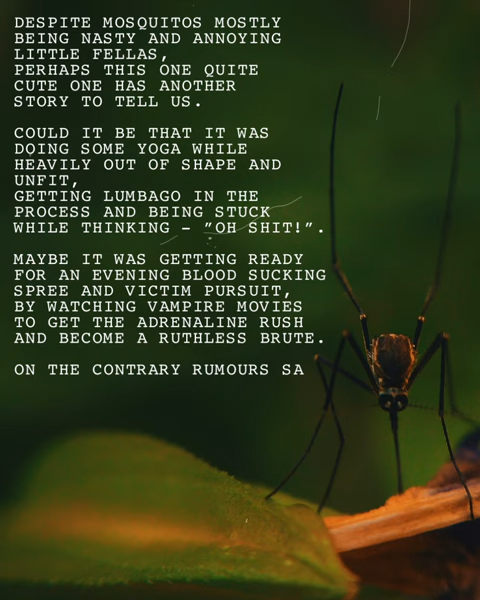 DESPITE MOSQUITOS MOSTLY
BEING NASTY AND ANNOYING
LITTLE FELLAS,
PERHAPS THIS ONE QUITE
CUTE ONE HAS ANOTHER
STORY TO TELL US.
COULD IT BE THAT IT WAS
DOING SOME YOGA WHILE
HEAVILY OUT OF SHAPE AND
UNFIT,
GETTING LUMBAGO IN THE
PROCESS AND BEING STUCK
WHILE THINKING - "OH SHIT!".
MAYBE IT WAS GETTING READY
FOR AN EVENING BLOOD SUCKING
SPREE AND VICTIM PURSUIT,
BY WATCHING VAMPIRE MOVIES
TO GET THE ADRENALINE RUSH
AND BECOME A RUTHLESS BRUTE.
ON THE CONTRARY RUMOURS SA